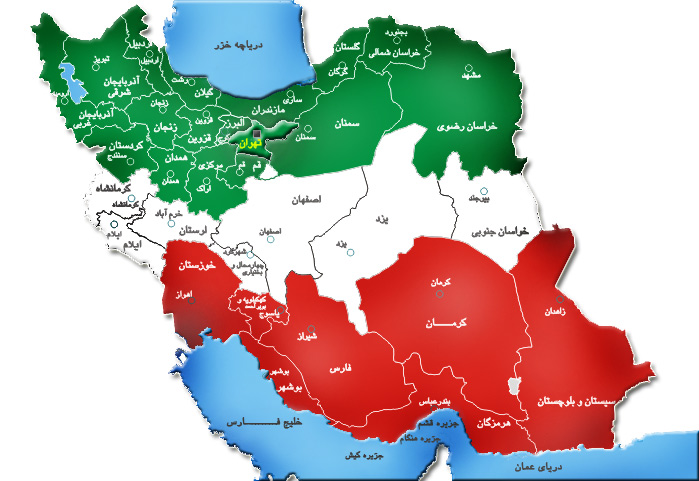 دریاچه خزر
بجنورد
خراسان شمالی
گلستان
گرگان
مشهد
خراسان رضوی
اردبیل
اردبیل
تبریز
آذربایجان
شرقی
آذربایجان
غربی
رشت
گیلان
زنجان
زنجان
ساری
مازندران
سمنان
سمنان
قزوین
قزوین
البرز
کرج
تهران
کردستان
سنندج
همدان
همدان
مرکزی
اراک
قم
قم
کرمانشاه
کرمانشاه
خرم آباد
لرستان
ایلام
ایلام
اصفهان
اصفهان
شهرکرد
چهارمحال و
بختیاری
یزد
یزد
بیرجند
خراسان جنوبی
خوزستان
اهواز
کهکیلویه و
بویراحمد
یاسوج
شیراز
فارس
کرمان
کرمـــــان
زاهدان
سیستان و بلوچستان
بوشهر
بوشهر
بندرعباس
هرمزگان
خلیج فــــــــارس
جزیره قشم
جزیره هنگام
جزیره کیش
دریای عمان